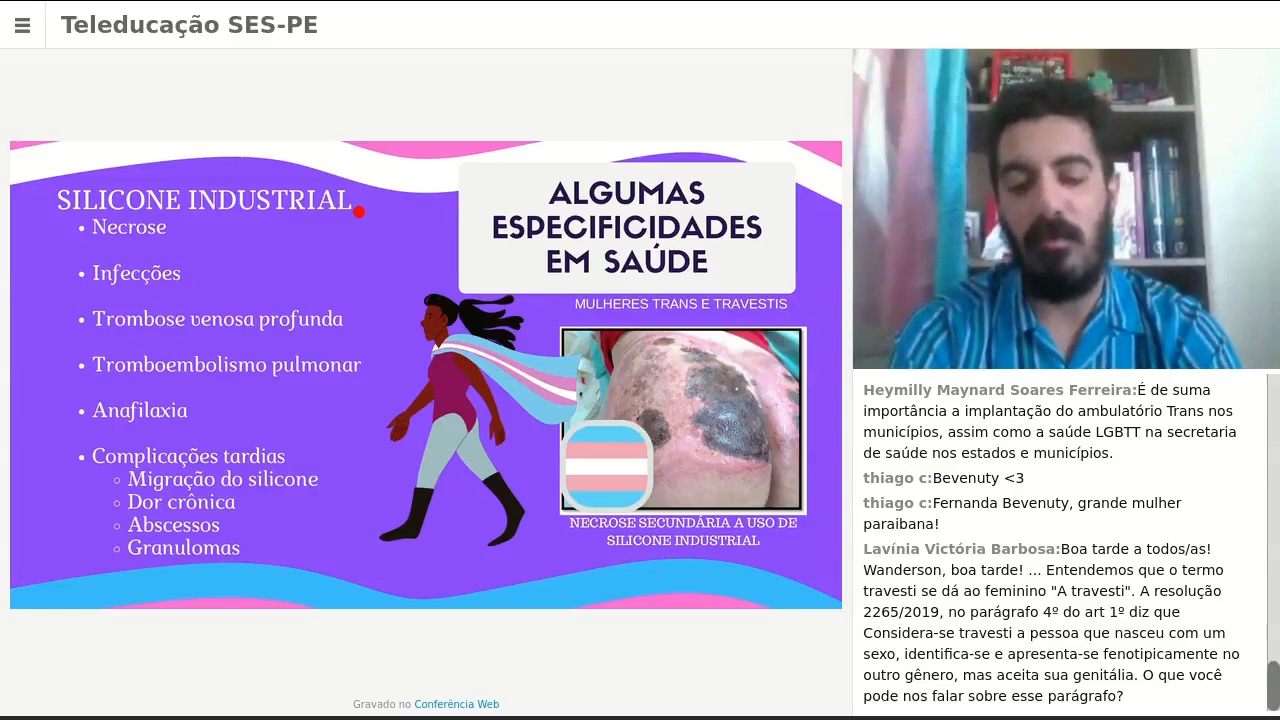 Teleducação SES-PE
SILICONE INDUSTRIAL
• Necrose
• Infecções
• Trombose venosa profunda
• Tromboembolismo pulmonar
• Anafilaxia
• Complicações tardias
◦ Migração do silicone
◦ Dor crônica
◦ Abscessos
◦ Granulomas
ALGUMAS
ESPECIFICIDADES
EM SAÚDE
MULHERES TRANS E TRAVESTIS
NECROSE SECUNDÁRIA A USO DE
SILICONE INDUSTRIAL
Gravado no Conferência Web
Heymilly Maynard Soares Ferreira:É de suma
importância a implantação do ambulatório Trans nos
municípios, assim como a saúde LGBTT na secretaria
de saúde nos estados e municípios.
thiago c:Bevenuty <3
thiago c:Fernanda Bevenuty, grande mulher
paraibana!
Lavínia Victória Barbosa:Boa tarde a todos/as!
Wanderson, boa tarde! ... Entendemos que o termo
travesti se dá ao feminino "A travesti". A resolução
2265/2019, no parágrafo 4º do art 1º diz que
Considera-se travesti a pessoa que nasceu com um
sexo, identifica-se e apresenta-se fenotipicamente no
outro gênero, mas aceita sua genitália. O que você
pode nos falar sobre esse parágrafo?